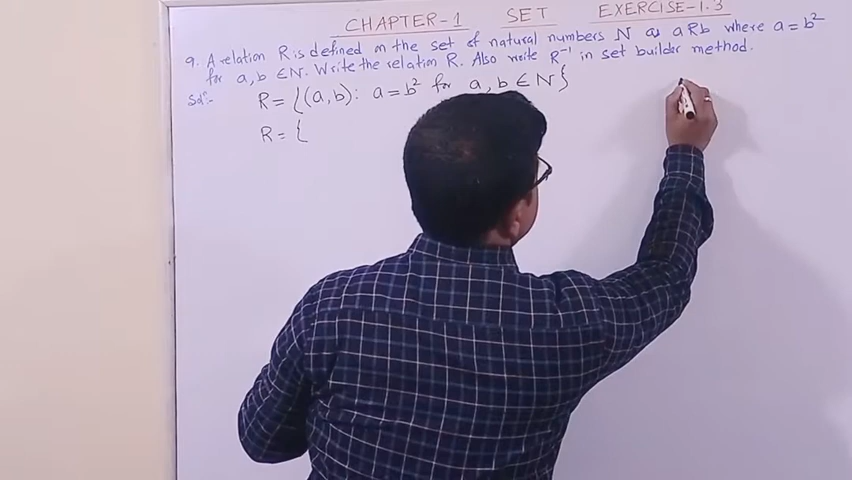 CHAPTER-1 SET EXERCISE-1.3
9. A relation R is defined on the set of natural numbers N as aRb where a = b²
for a, b ∈ N. Write the relation R. Also write R⁻¹ in set builder method.
Solⁿ:- R = {(a, b): a = b² for a, b ∈ N}
R = {